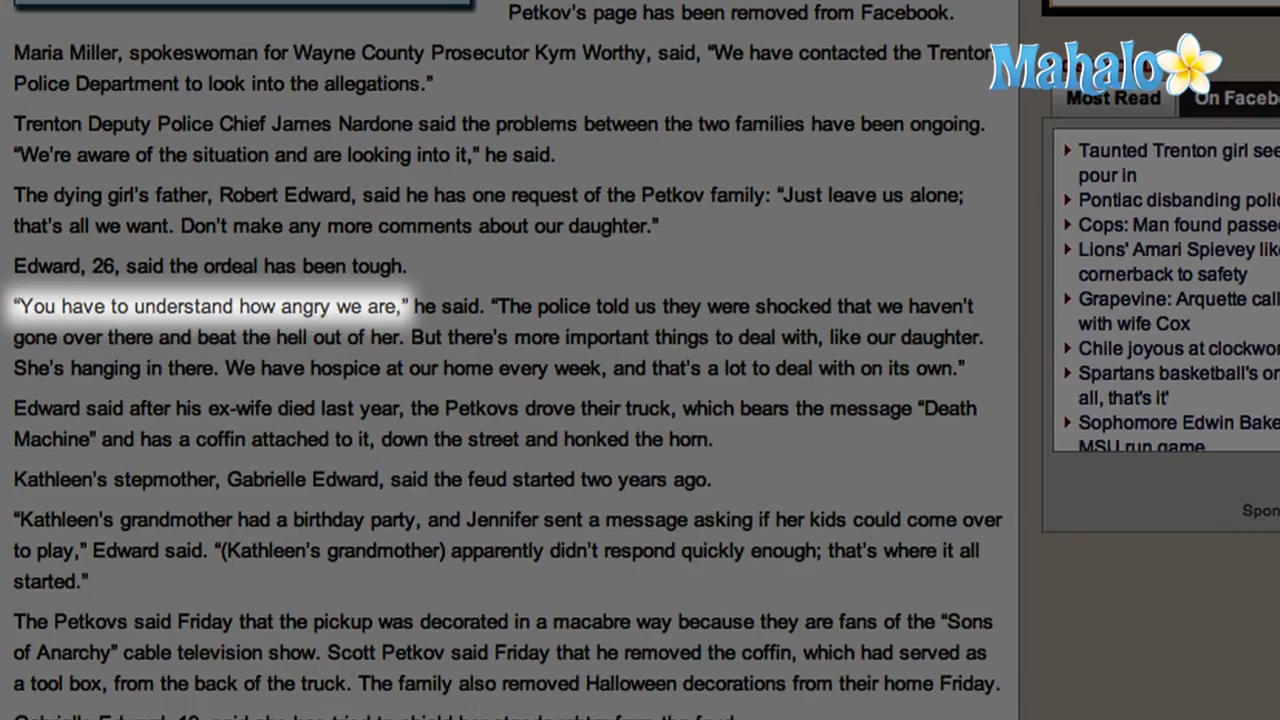 Petkov's page has been removed from Facebook.
Maria Miller, spokeswoman for Wayne County Prosecutor Kym Worthy, said, “We have contacted the Trenton
Police Department to look into the allegations.”
Trenton Deputy Police Chief James Nardone said the problems between the two families have been ongoing.
“We're aware of the situation and are looking into it,” he said.
The dying girl's father, Robert Edward, said he has one request of the Petkov family: “Just leave us alone;
that's all we want. Don't make any more comments about our daughter.”
Edward, 26, said the ordeal has been tough.
“You have to understand how angry we are,” he said. “The police told us they were shocked that we haven't
gone over there and beat the hell out of her. But there's more important things to deal with, like our daughter.
She's hanging in there. We have hospice at our home every week, and that's a lot to deal with on its own.”
Edward said after his ex-wife died last year, the Petkovs drove their truck, which bears the message “Death
Machine” and has a coffin attached to it, down the street and honked the horn.
Kathleen's stepmother, Gabrielle Edward, said the feud started two years ago.
“Kathleen's grandmother had a birthday party, and Jennifer sent a message asking if her kids could come over
to play,” Edward said. “(Kathleen's grandmother) apparently didn't respond quickly enough; that's where it all
started.”
The Petkovs said Friday that the pickup was decorated in a macabre way because they are fans of the “Sons
of Anarchy” cable television show. Scott Petkov said Friday that he removed the coffin, which had served as
a tool box, from the back of the truck. The family also removed Halloween decorations from their home Friday.
Mahalo
Most Read
On Faceb
Taunted Trenton girl see
pour in
Pontiac disbanding polic
Cops: Man found passe
Lions' Amari Spievey like
cornerback to safety
Grapevine: Arquette call
with wife Cox
Chile joyous at clockwo
Spartans basketball's or
all, that's it'
Sophomore Edwin Bake
MSU run game
Spon